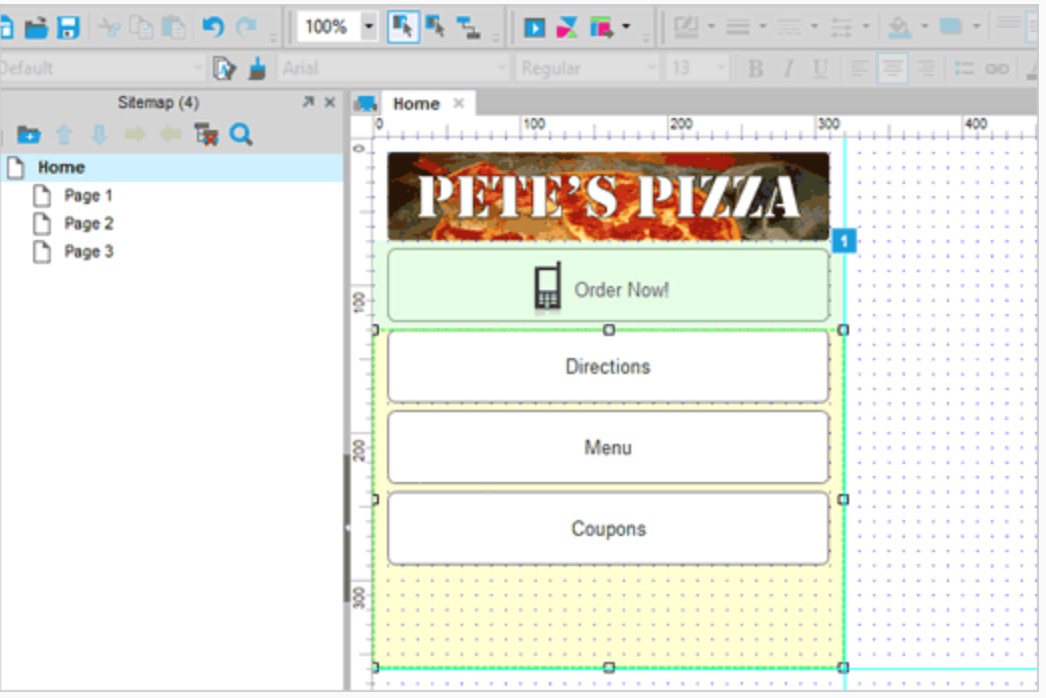 100%
Default
Arial
Regular
13
B I U
Sitemap (4)
Home
0 100 200 300 400
Home
Page 1
Page 2
Page 3
0
100
200
300
PETE'S PIZZA
1
Order Now!
Directions
Menu
Coupons